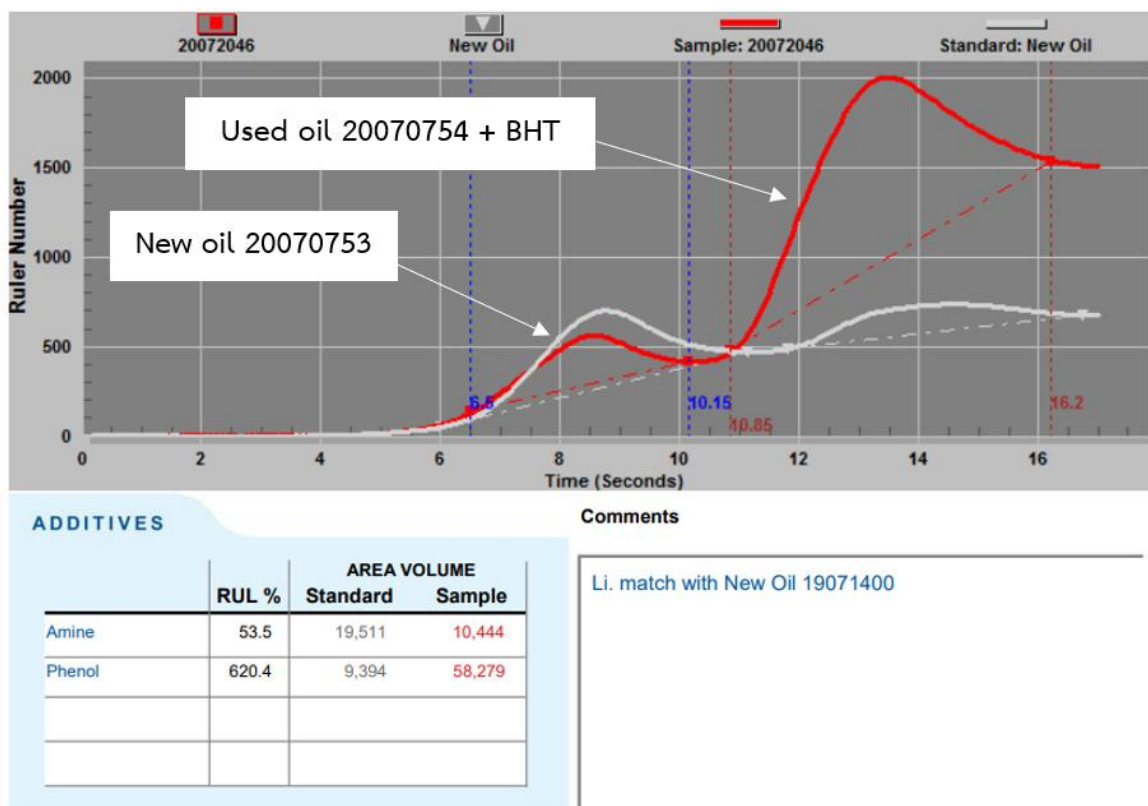 20072046 New Oil Sample: 20072046 Standard: New Oil
2000
Used oil 20070754 + BHT
1500
New oil 20070753
1000
500
0
Ruler Number
6.5 10.15 10.85 16.2
0 2 4 6 8 10 12 14 16
Time (Seconds)
ADDITIVES
AREA VOLUME
RUL % Standard Sample
Amine 53.5 19,511 10,444
Phenol 620.4 9,394 58,279
Comments
Li. match with New Oil 19071400